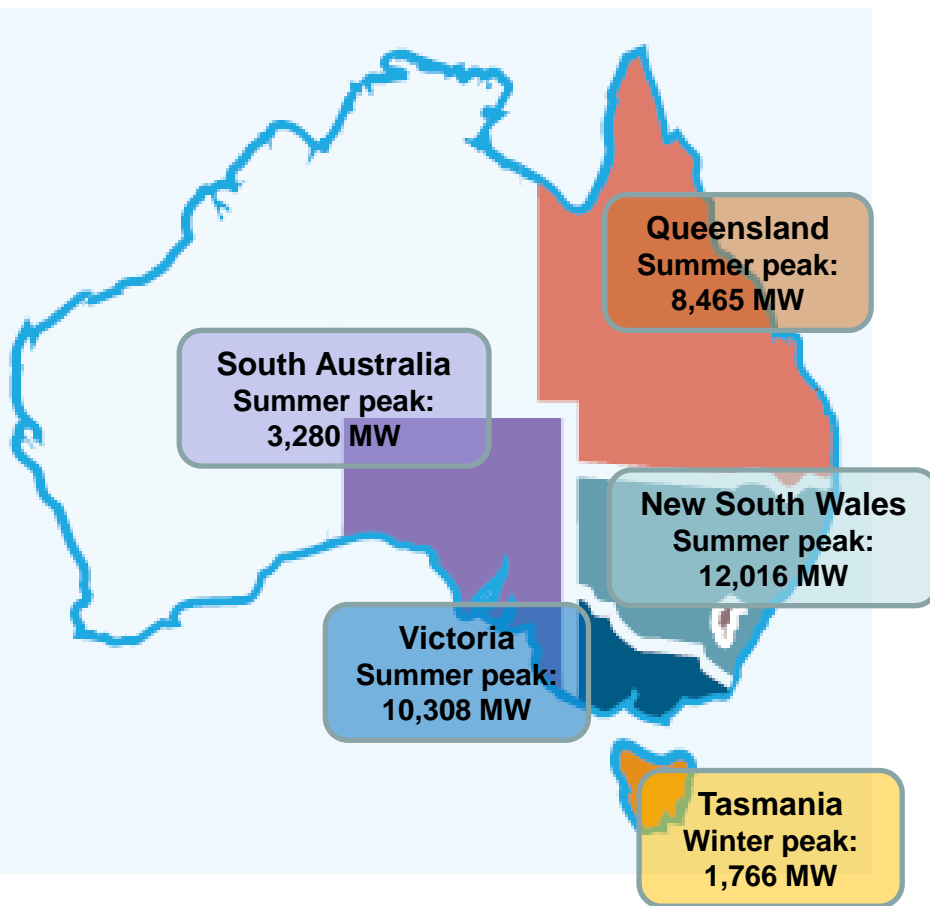 Queensland
Summer peak:
8,465 MW
South Australia
Summer peak:
3,280 MW
New South Wales
Summer peak:
12,016 MW
Victoria
Summer peak:
10,308 MW
Tasmania
Winter peak:
1,766 MW